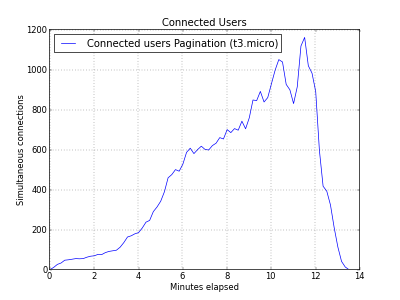 Connected Users
Connected users Pagination (t3.micro)
1200
1000
800
600
400
200
0
0 2 4 6 8 10 12 14
Simultaneous connections
Minutes elapsed